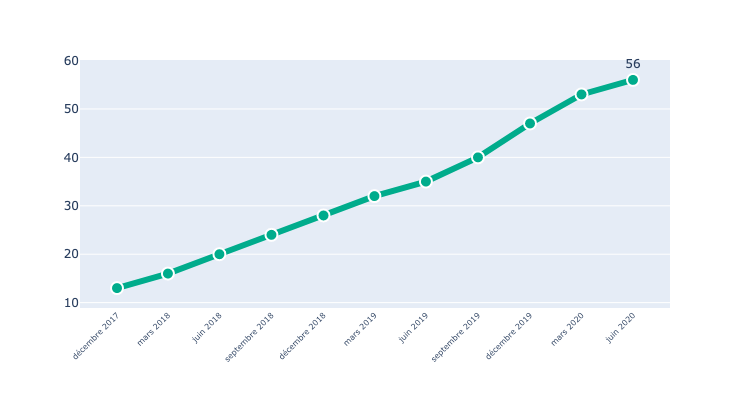 60
56
50
40
30
20
10
décembre 2017
mars 2018
juin 2018
septembre 2018
décembre 2018
mars 2019
juin 2019
septembre 2019
décembre 2019
mars 2020
juin 2020